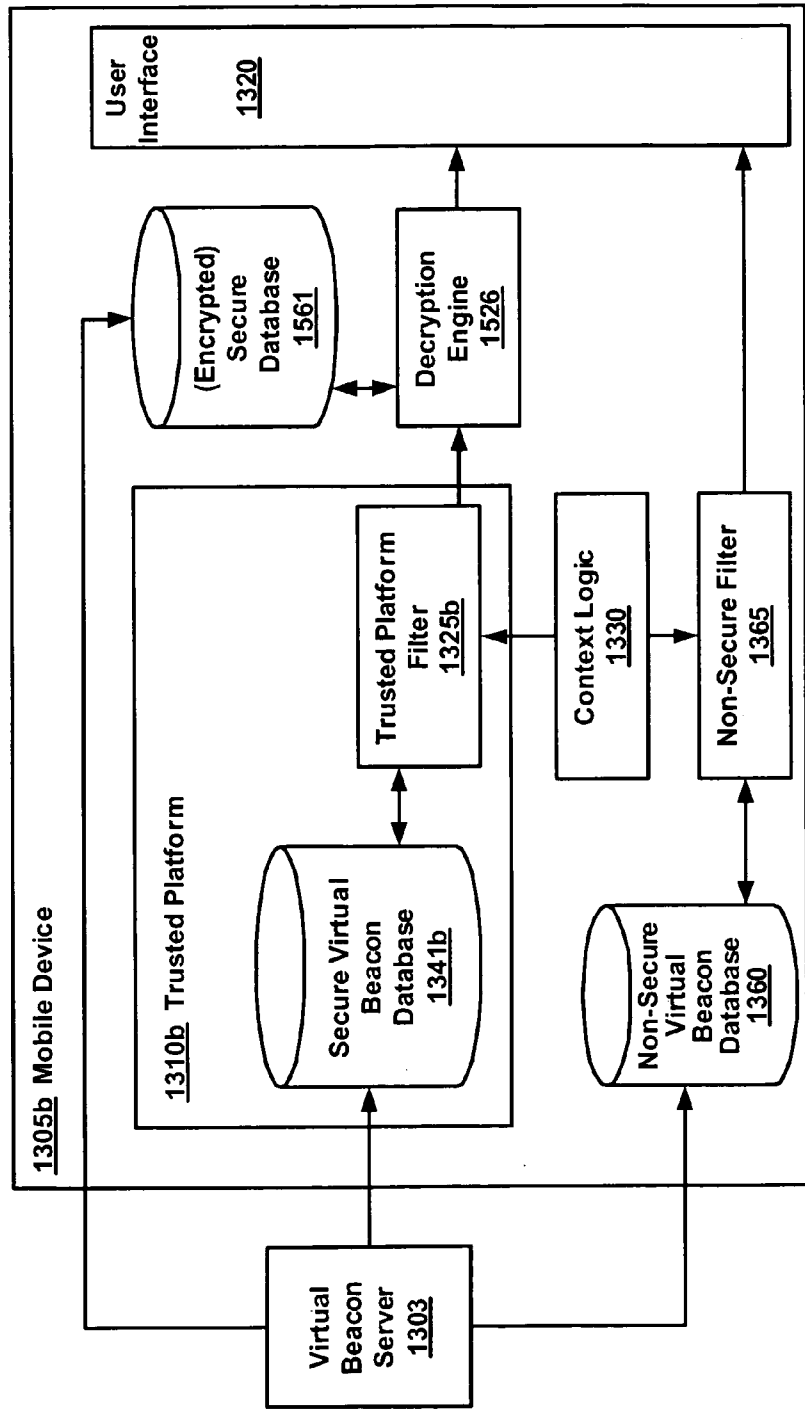 1305b Mobile Device
User
Interface
1320
(Encrypted)
Secure
Database
1561
1310b Trusted Platform
Secure Virtual
Beacon
Database
1341b
Trusted Platform
Filter
1325b
Decryption
Engine
1526
Virtual
Beacon
Server
1303
Context Logic
1330
Non-Secure
Virtual
Beacon
Database
1360
Non-Secure Filter
1365